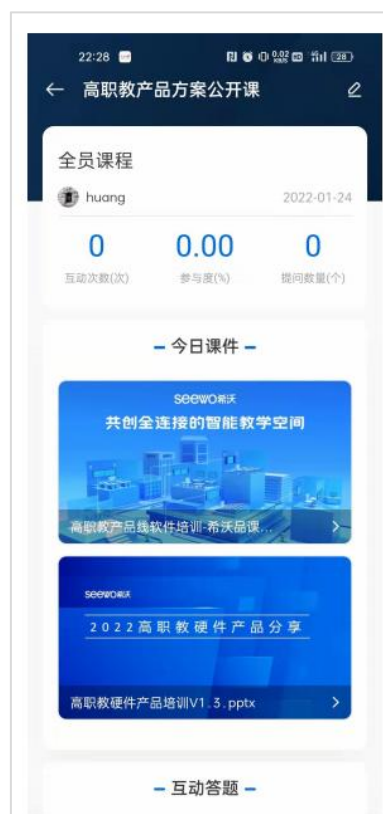 22:28
0.02
KB/S
28
高职教产品方案公开课
全员课程
huang
2022-01-24
0
0.00
0
互动次数(次)
参与度(%)
提问数量(个)
今日课件
seewo希沃
共创全连接的智能教学空间
高职教产品线软件培训-希沃品课...
seewo希沃
2022高职教硬件产品分享
高职教硬件产品培训V1.3.pptx
互动答题